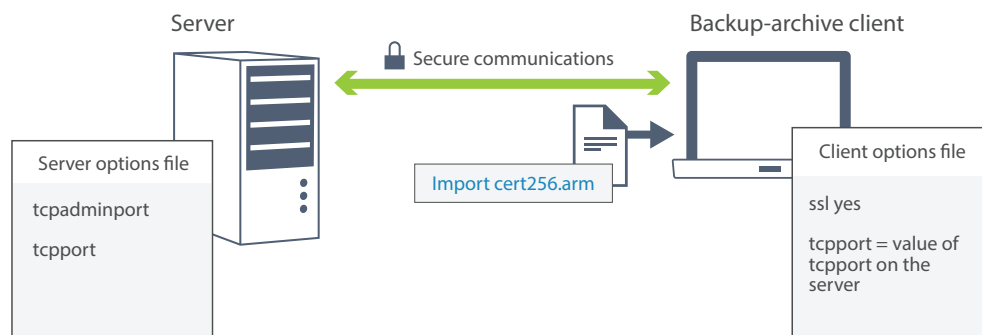 Server
Backup-archive client
Secure communications
Server options file
tcpadminport
tcpport
Import cert256.arm
Client options file
ssl yes
tcpport = value of
tcpport on the
server